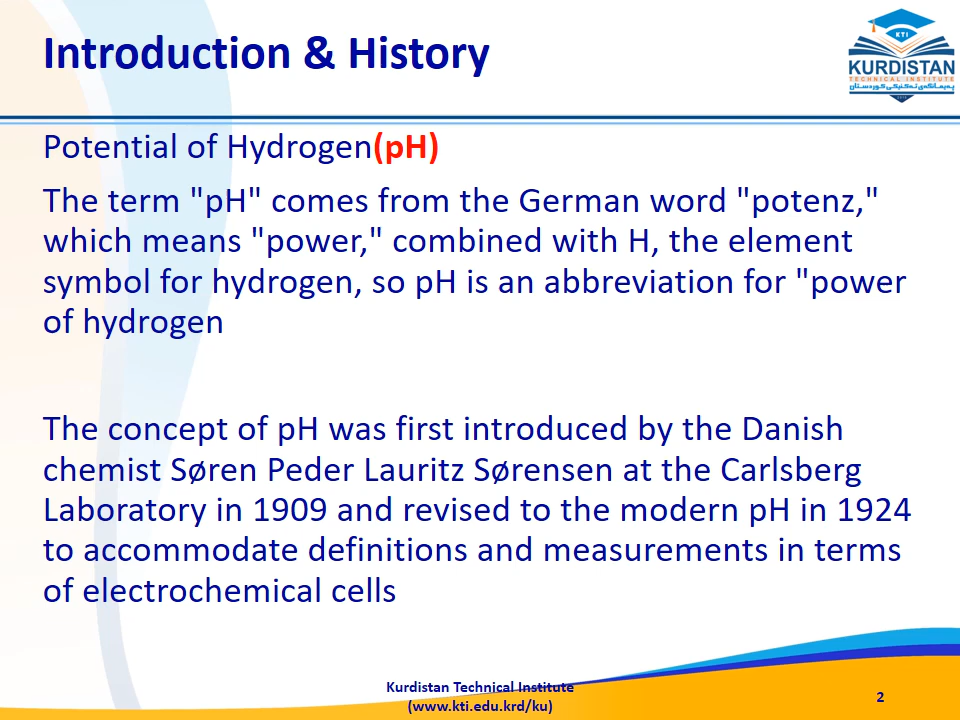 Introduction & History
KTI
KURDISTAN
TECHNICAL INSTITUTE
پەیمانگەی تەکنیکی کوردستان
Potential of Hydrogen(pH)
The term "pH" comes from the German word "potenz,"
which means "power," combined with H, the element
symbol for hydrogen, so pH is an abbreviation for "power
of hydrogen
The concept of pH was first introduced by the Danish
chemist Søren Peder Lauritz Sørensen at the Carlsberg
Laboratory in 1909 and revised to the modern pH in 1924
to accommodate definitions and measurements in terms
of electrochemical cells
Kurdistan Technical Institute
(www.kti.edu.krd/ku)
2